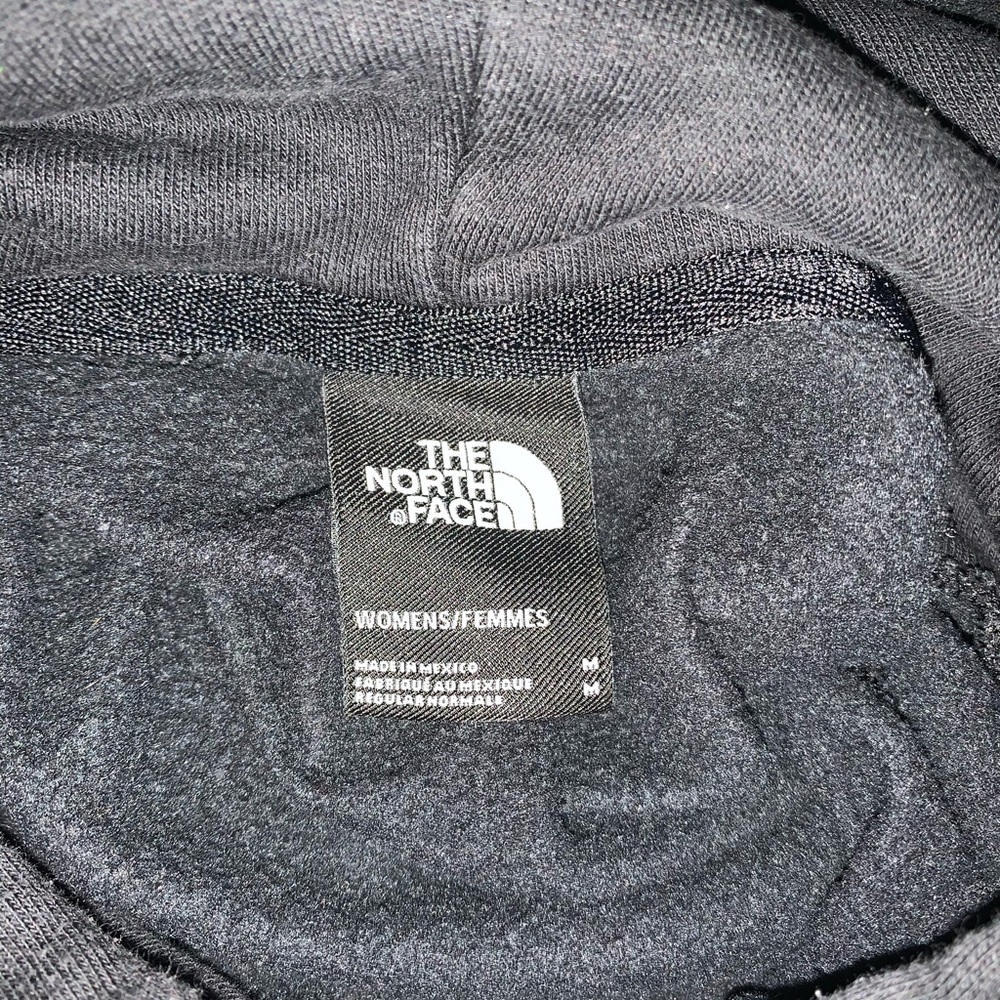 THE
NORTH
®FACE
WOMENS/FEMMES
MADE IN MEXICO M
FABRIQUÉ AU MEXIQUE M
REGULAR NORMALE